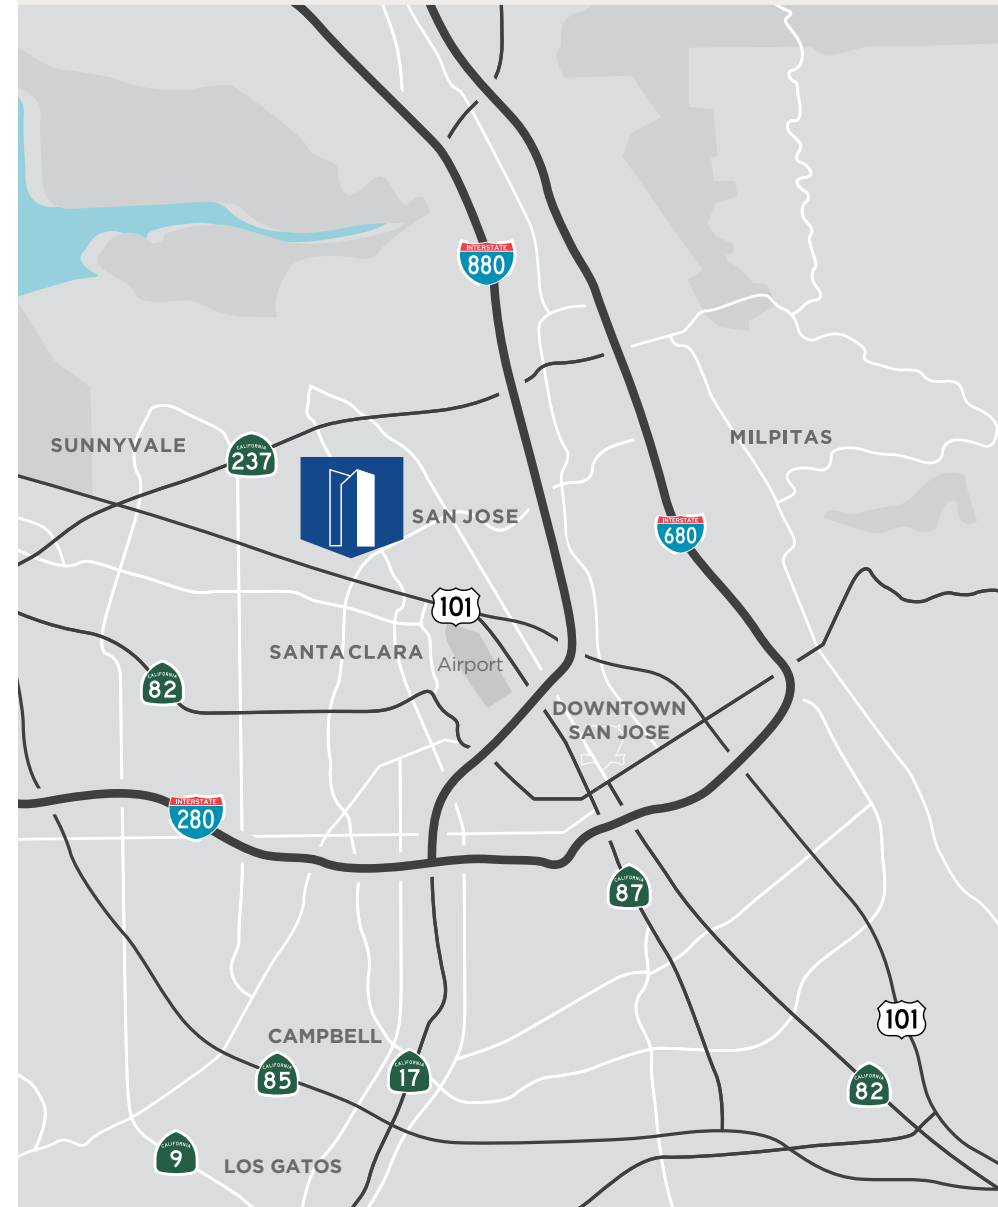 INTERSTATE
880
SUNNYVALE
CALIFORNIA
237
MILPITAS
SAN JOSE
INTERSTATE
680
101
SANTA CLARA
Airport
CALIFORNIA
82
DOWNTOWN
SAN JOSE
INTERSTATE
280
CALIFORNIA
87
101
CAMPBELL
CALIFORNIA
85
CALIFORNIA
17
CALIFORNIA
82
CALIFORNIA
9
LOS GATOS